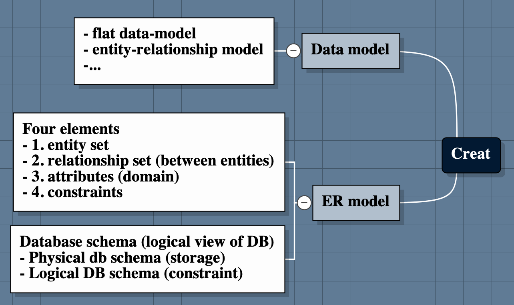 - flat data-model
- entity-relationship model
-...
Data model
Four elements
- 1. entity set
- 2. relationship set (between entities)
- 3. attributes (domain)
- 4. constraints
Creat
ER model
Database schema (logical view of DB)
- Physical db schema (storage)
- Logical DB schema (constraint)